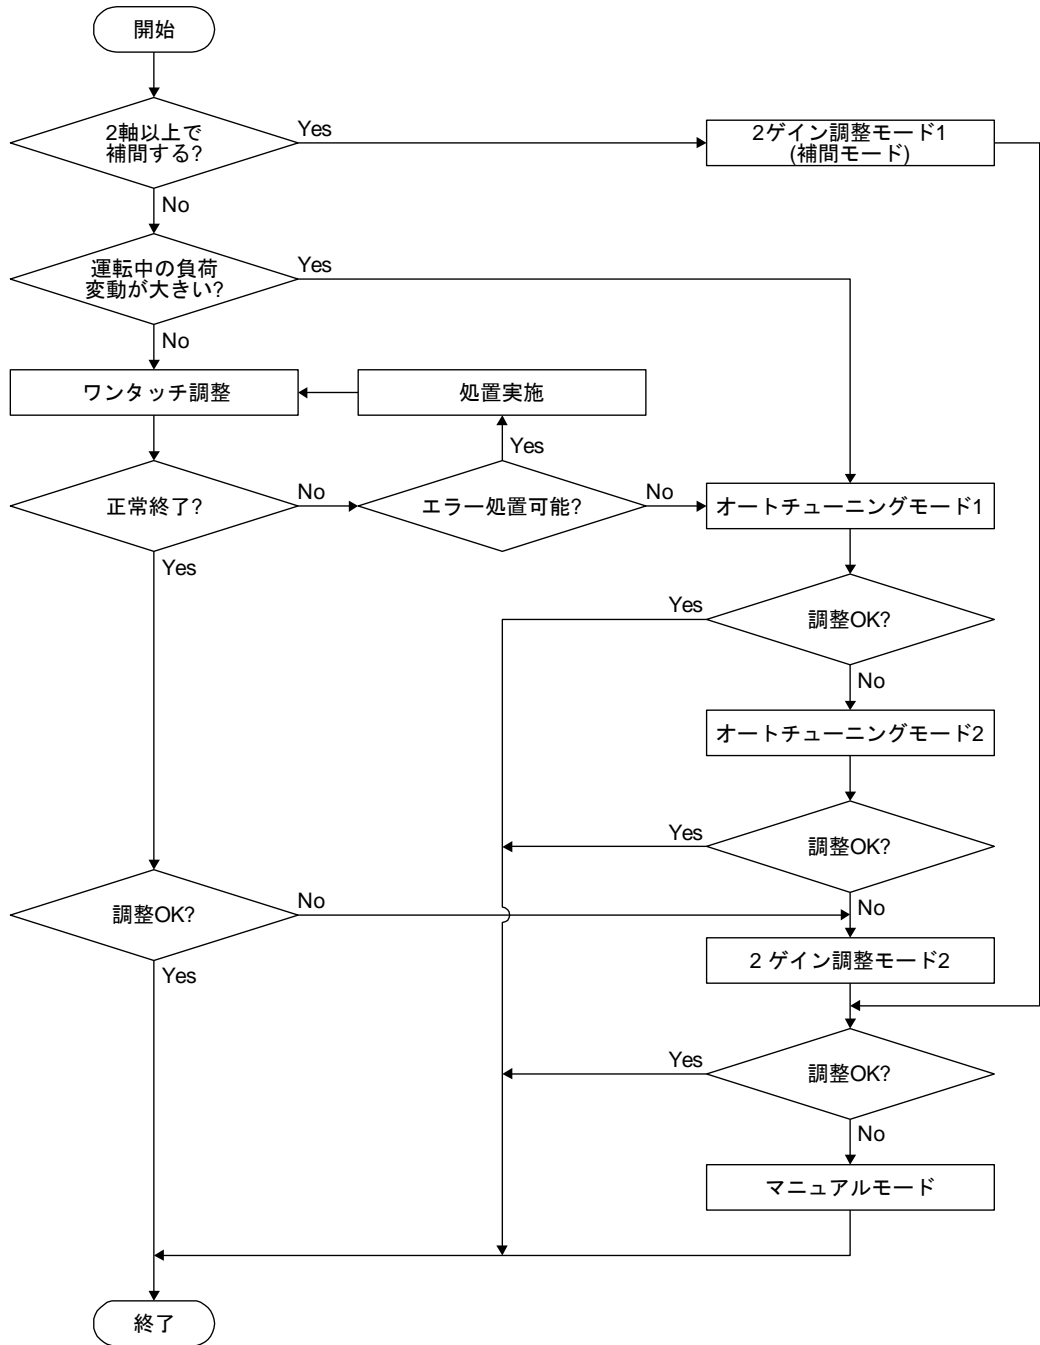 開始
2軸以上で
補間する?
Yes
2ゲイン調整モード1
(補間モード)
No
運転中の負荷
変動が大きい?
Yes
No
ワンタッチ調整
処置実施
Yes
正常終了?
No
エラー処置可能?
No
オートチューニングモード1
Yes
Yes
調整OK?
No
オートチューニングモード2
Yes
調整OK?
No
調整OK?
No
2 ゲイン調整モード2
Yes
Yes
調整OK?
No
マニュアルモード
終了